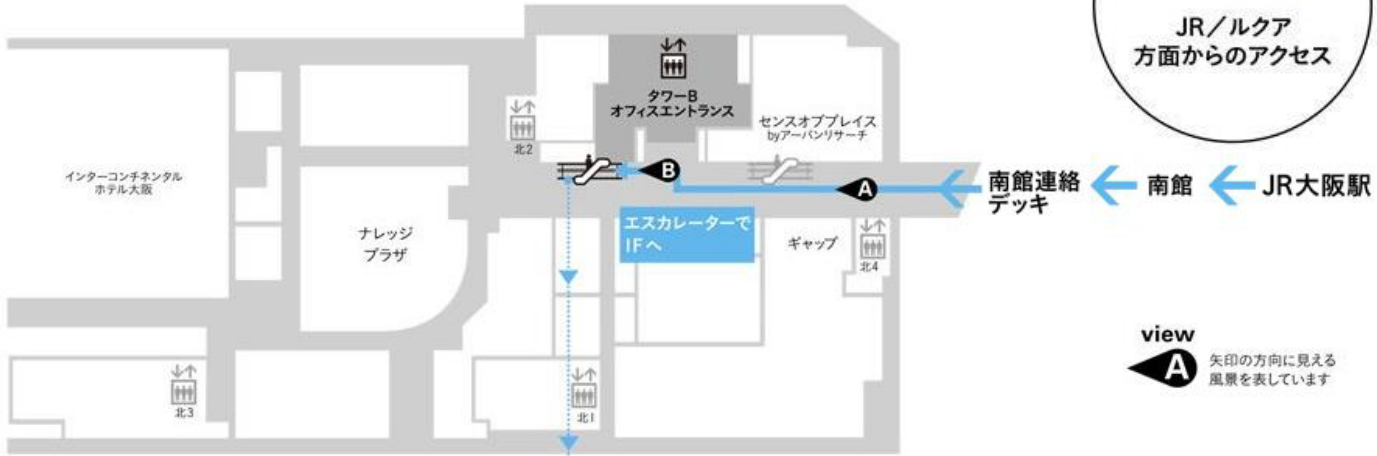 JR／ルクア
方面からのアクセス
タワーB
オフィスエントランス
センスオブプレイス
byアーバンリサーチ
北2
インターコンチネンタル
ホテル大阪
B
A
南館連絡
デッキ
南館
JR大阪駅
エスカレーターで
1Fへ
ナレッジ
プラザ
ギャップ
北4
view
A
矢印の方向に見える
風景を表しています
北3
北1